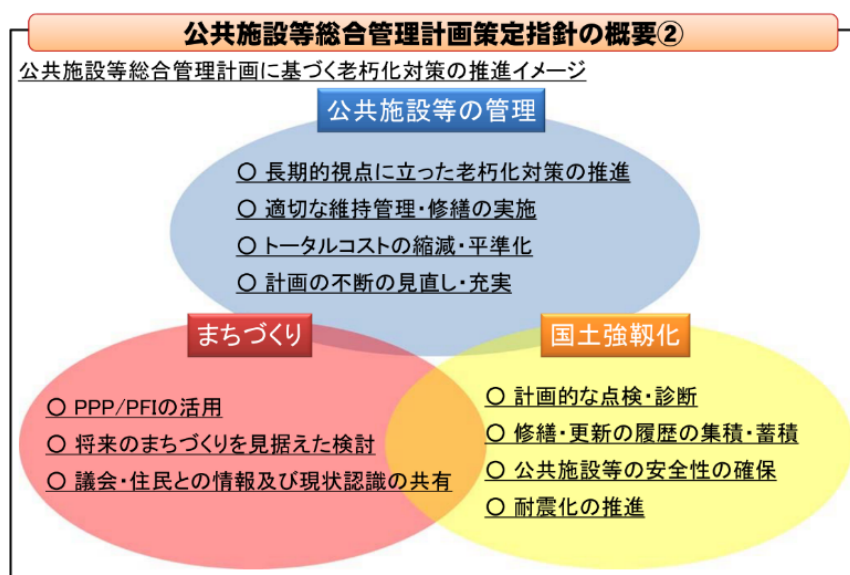 公共施設等総合管理計画策定指針の概要②
公共施設等総合管理計画に基づく老朽化対策の推進イメージ
公共施設等の管理
○ 長期的視点に立った老朽化対策の推進
○ 適切な維持管理・修繕の実施
○ トータルコストの縮減・平準化
○ 計画の不断の見直し・充実
まちづくり
○ PPP/PFIの活用
○ 将来のまちづくりを見据えた検討
○ 議会・住民との情報及び現状認識の共有
国土強靱化
○ 計画的な点検・診断
○ 修繕・更新の履歴の集積・蓄積
○ 公共施設等の安全性の確保
○ 耐震化の推進